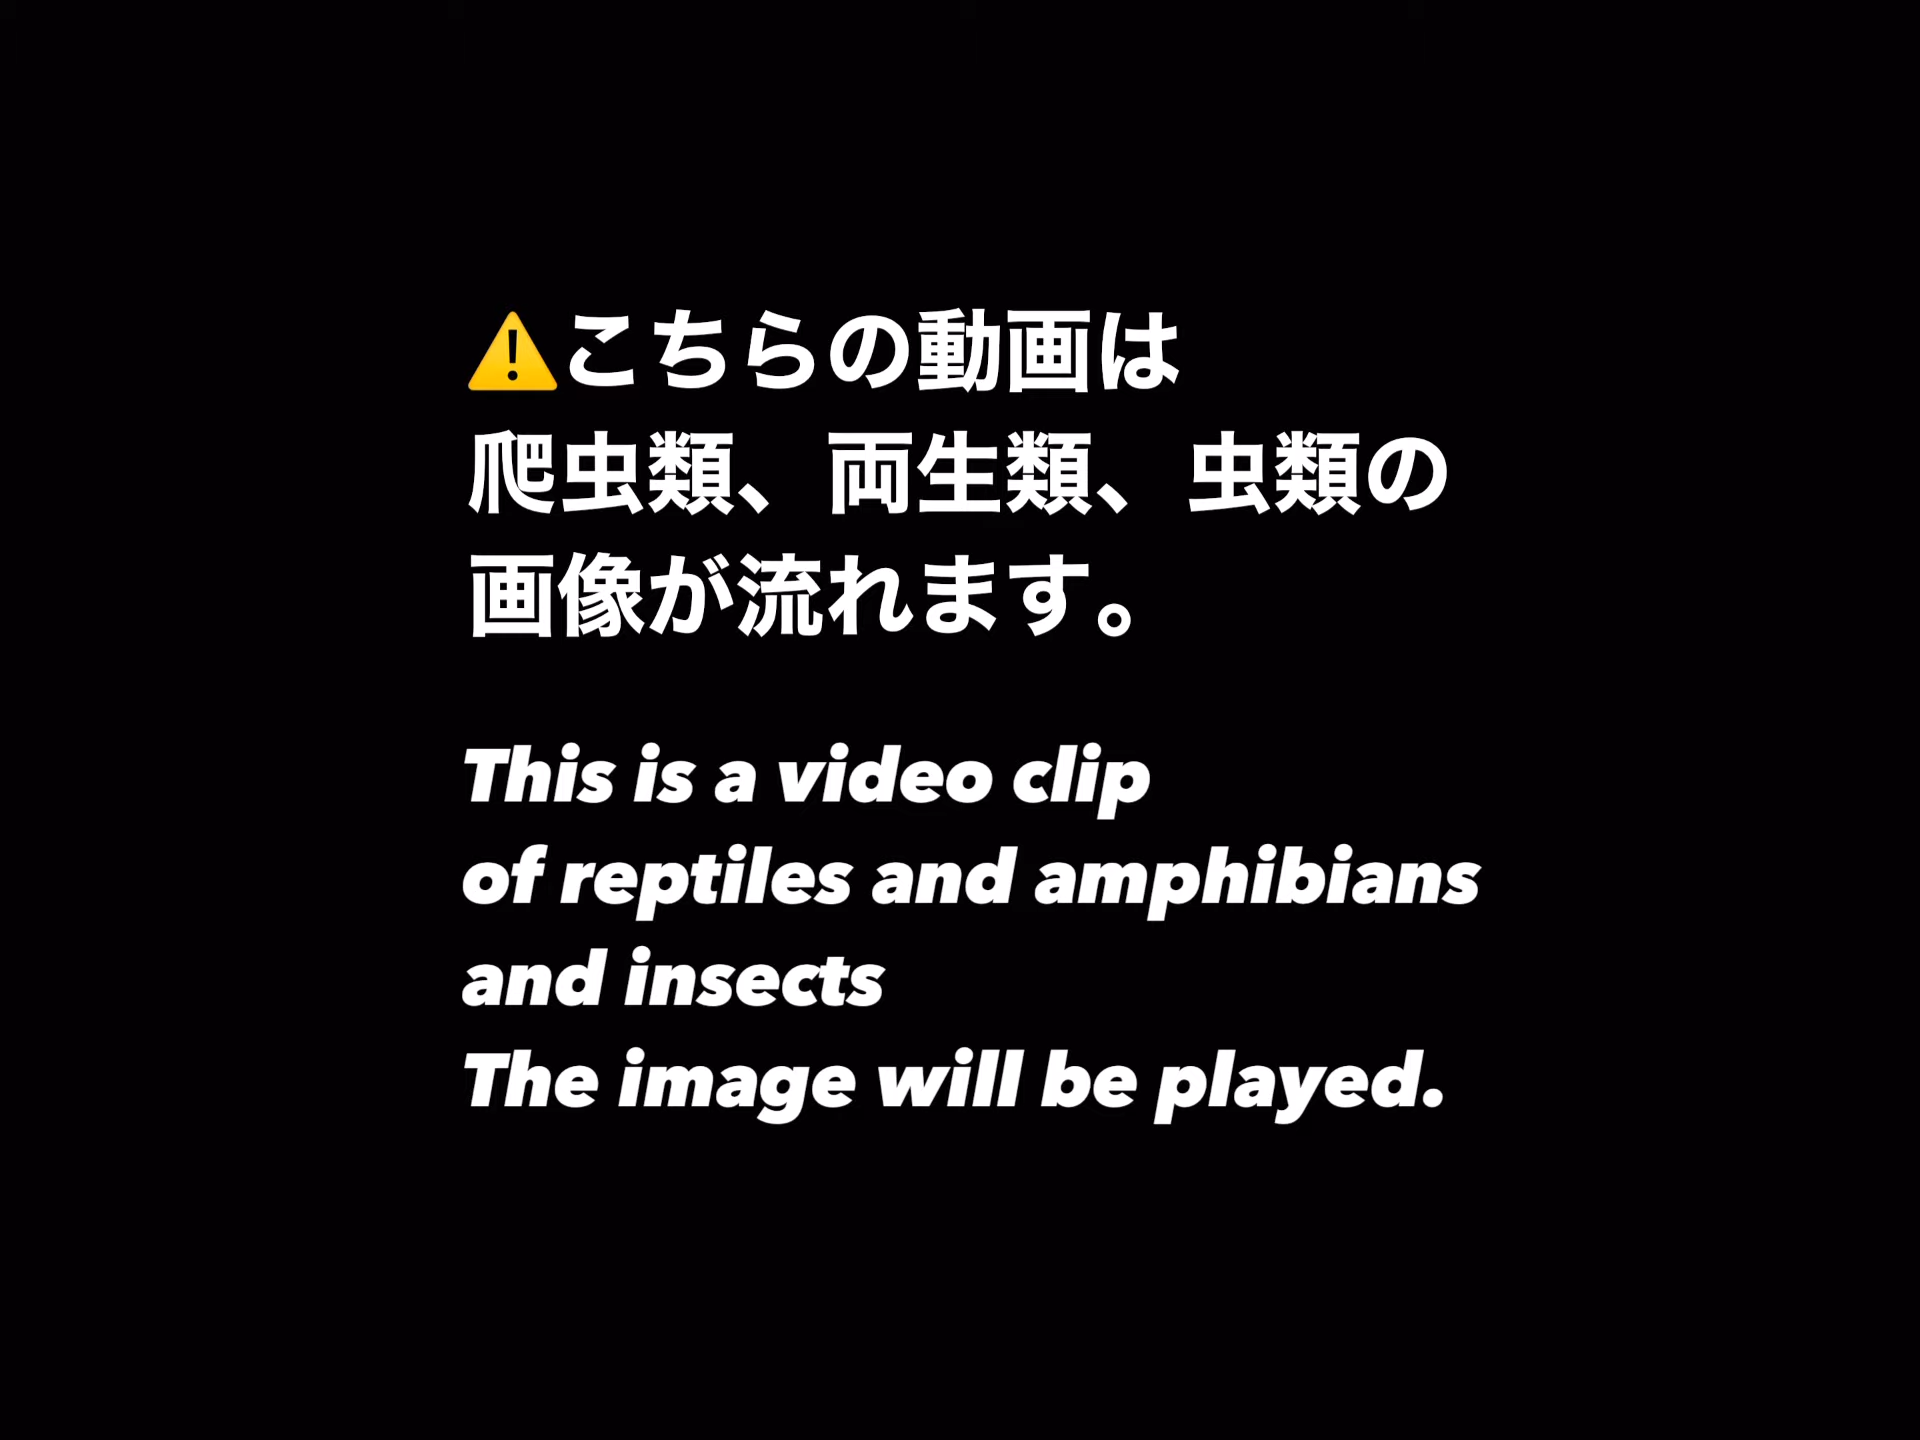 ⚠️こちらの動画は
爬虫類、両生類、虫類の
画像が流れます。
This is a video clip
of reptiles and amphibians
and insects
The image will be played.